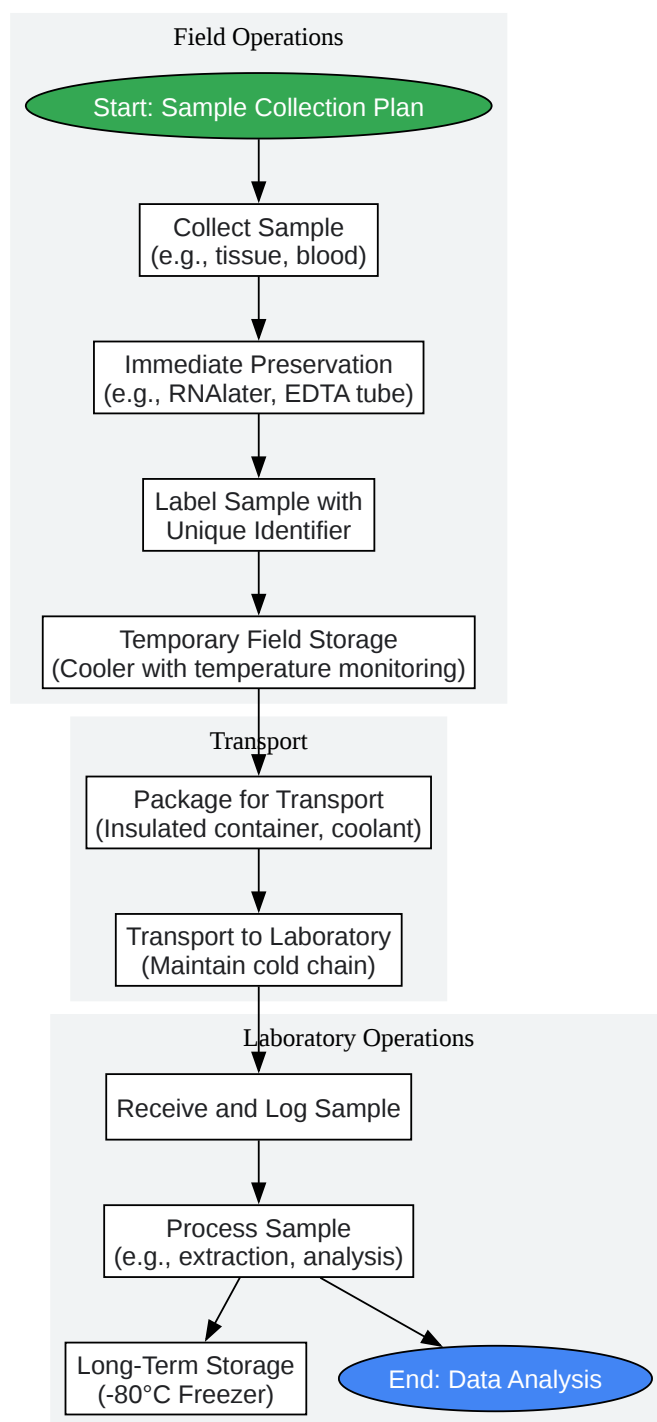 Field Operations
Start: Sample Collection Plan
Collect Sample
(e.g., tissue, blood)
Immediate Preservation
(e.g., RNAlater, EDTA tube)
Label Sample with
Unique Identifier
Temporary Field Storage
(Cooler with temperature monitoring)
Transport
Package for Transport
(Insulated container, coolant)
Transport to Laboratory
(Maintain cold chain)
Laboratory Operations
Receive and Log Sample
Process Sample
(e.g., extraction, analysis)
Long-Term Storage
(-80°C Freezer)
End: Data Analysis